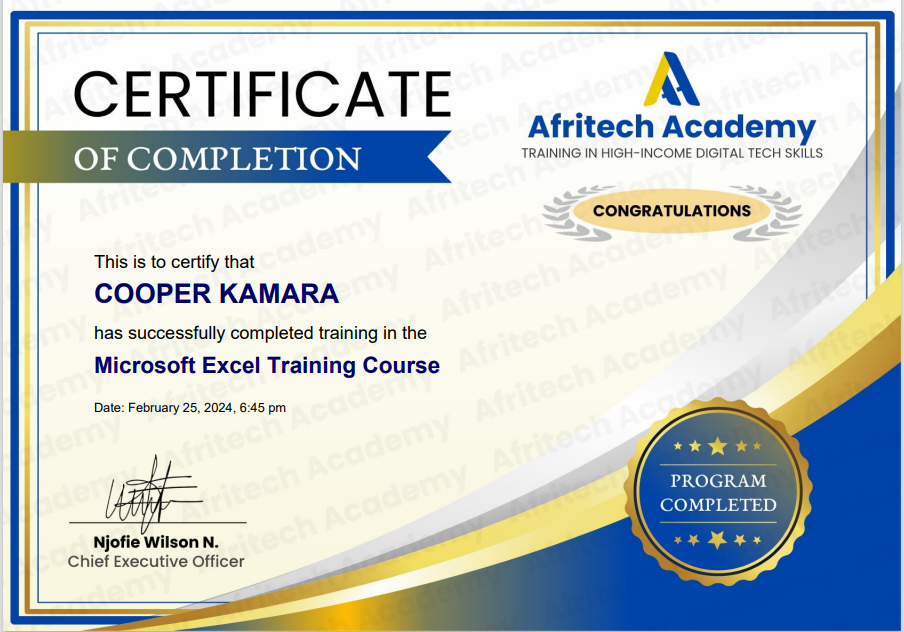 CERTIFICATE
OF COMPLETION
Afritech Academy
TRAINING IN HIGH-INCOME DIGITAL TECH SKILLS
CONGRATULATIONS
This is to certify that
COOPER KAMARA
has successfully completed training in the
Microsoft Excel Training Course
Date: February 25, 2024, 6:45 pm
PROGRAM
COMPLETED
Njofie Wilson N.
Chief Executive Officer